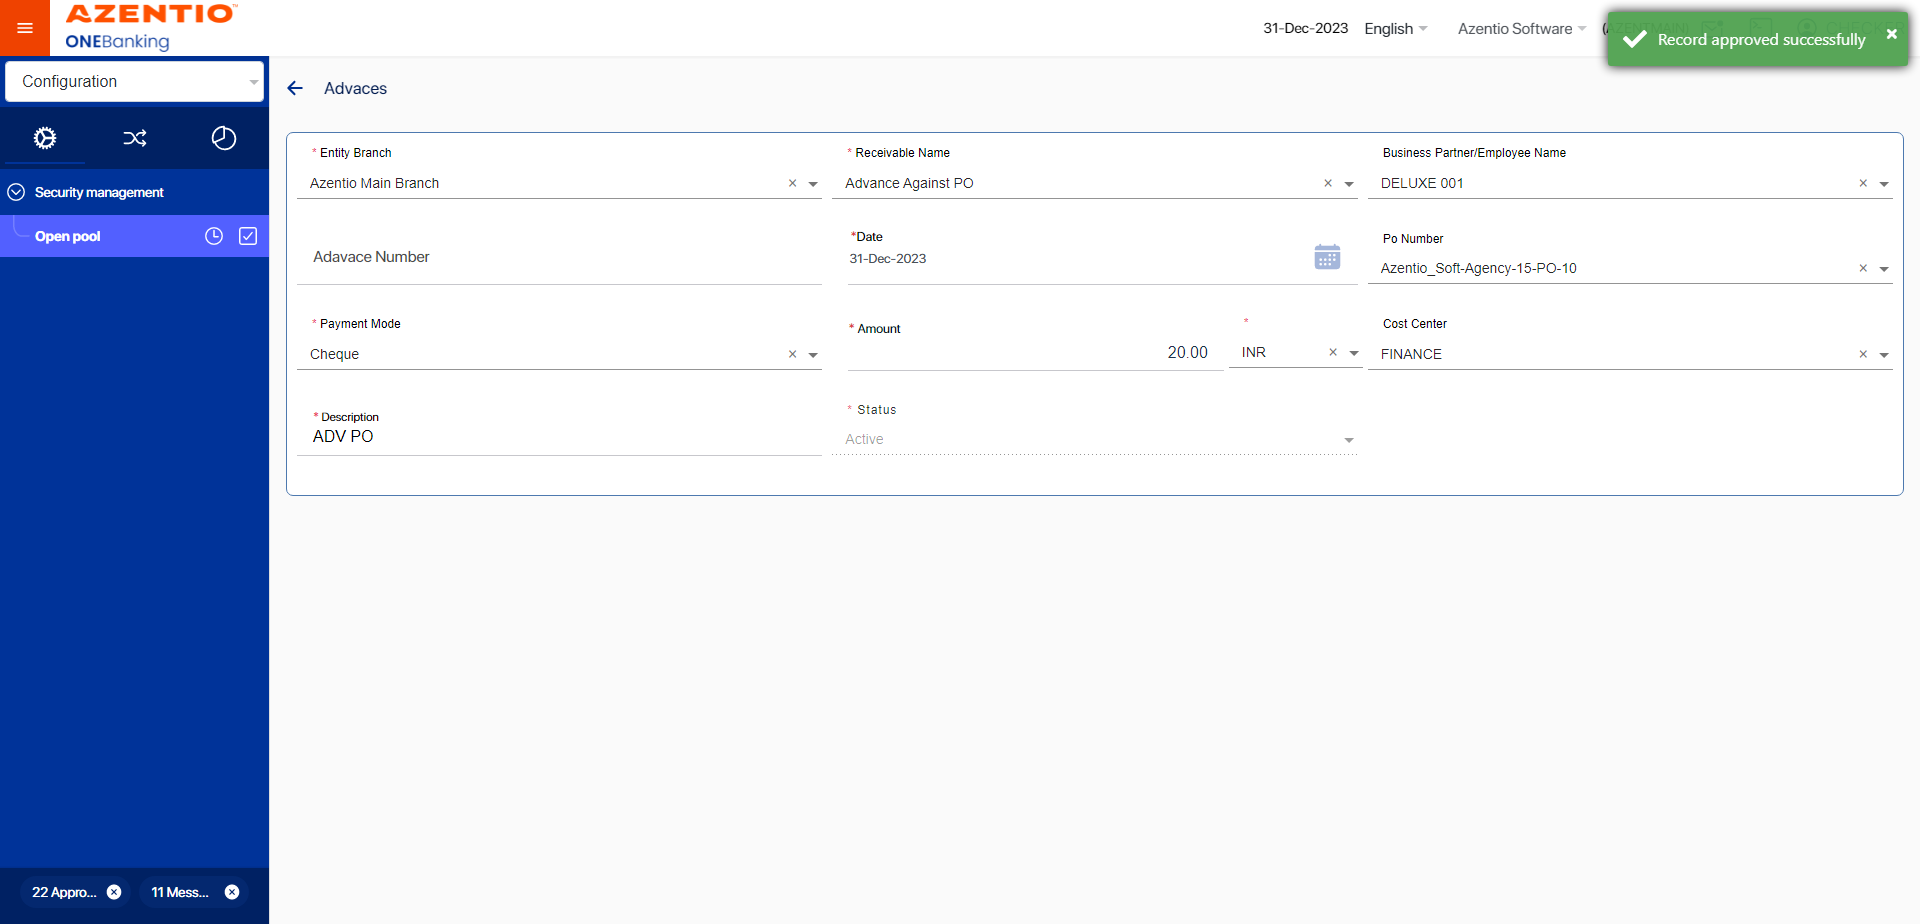 AZENTIO™
ONEBanking
31-Dec-2023 English Azentio Software
Record approved successfully
Configuration
Advaces
Security management
Open pool
* Entity Branch
Azentio Main Branch
* Receivable Name
Advance Against PO
Business Partner/Employee Name
DELUXE 001
Adavace Number
*Date
31-Dec-2023
Po Number
Azentio_Soft-Agency-15-PO-10
* Payment Mode
Cheque
* Amount
20.00
*
INR
Cost Center
FINANCE
* Description
ADV PO
* Status
Active
22 Appro...
11 Mess...